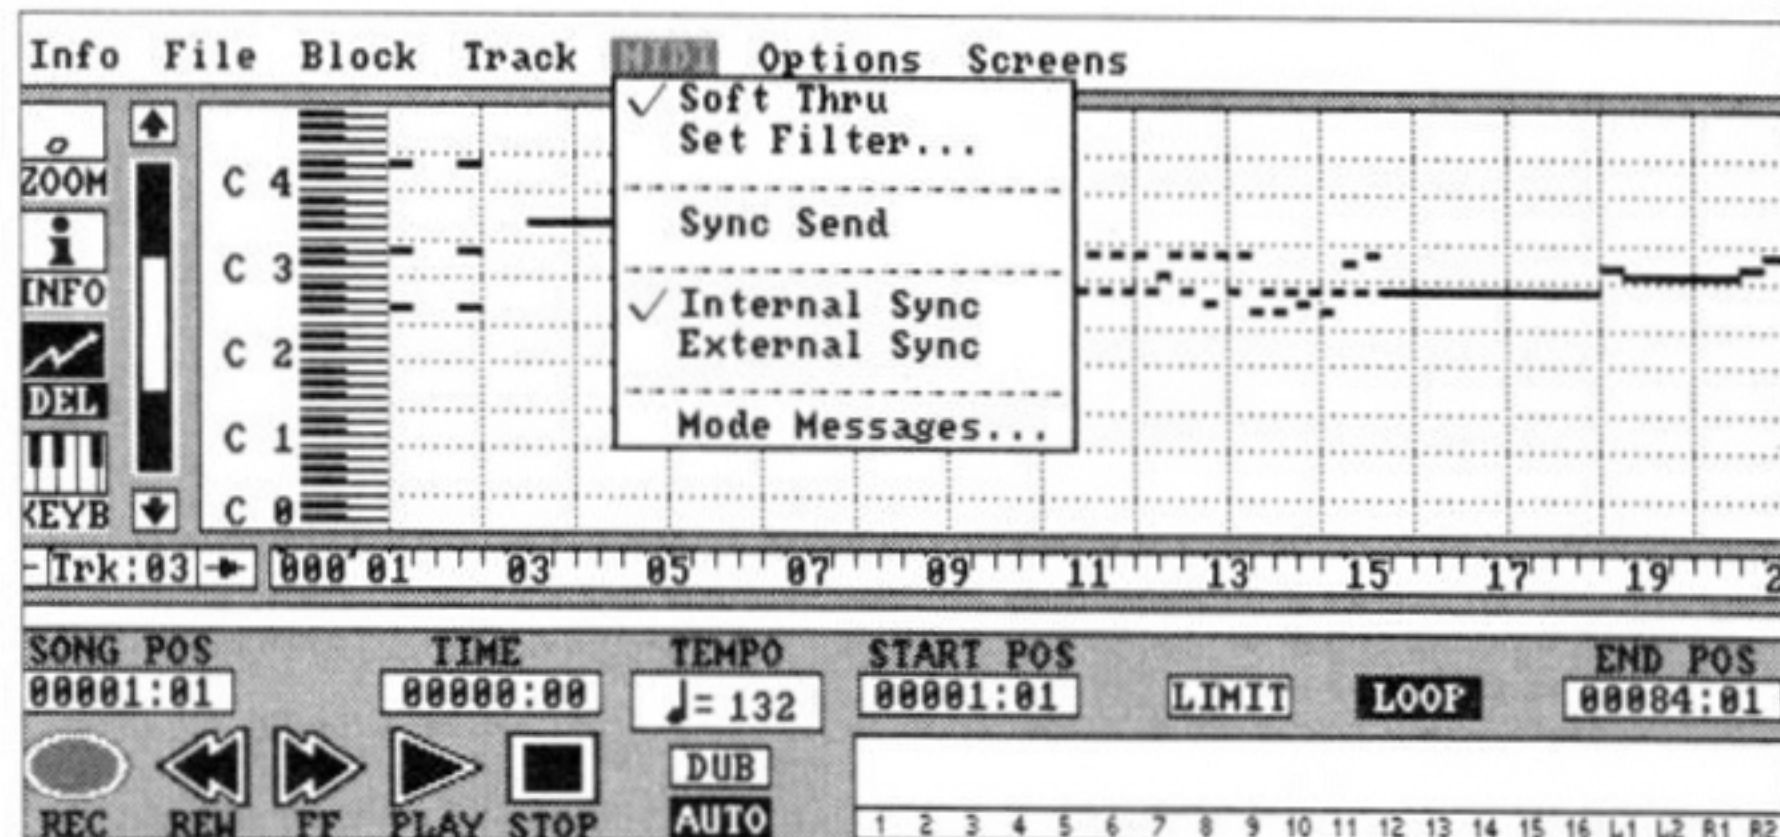 Info File Block Track MIDI Options Screens
Soft Thru
Set Filter...
Sync Send
Internal Sync
External Sync
Mode Messages...
ZOOM
INFO
DEL
KEYB
C 4
C 3
C 2
C 1
C 0
Trk:03
000 01 03 05 07 09 11 13 15 17 19 2
SONG POS TIME TEMPO START POS END POS
00001:01 00000:00 ♩= 132 00001:01 LIMIT LOOP 00084:01
DUB
REC REW FF PLAY STOP AUTO
1 2 3 4 5 6 7 8 9 10 11 12 13 14 15 16 L1 L2 R1 R2